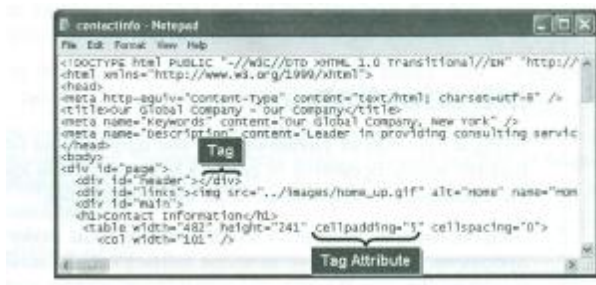 contactinfo - Notepad
File Edit Format View Help
<!DOCTYPE html PUBLIC "-//W3C//DTD XHTML 1.0 Transitional//EN" "http://
<html xmlns="http://www.w3.org/1999/xhtml">
<head>
<meta http-equiv="Content-Type" content="text/html; charset=utf-8" />
<title>Our Global Company - Our Company</title>
<meta name="Keywords" content="Our Global Company, New York" />
<meta name="Description" content="Leader in providing consulting servic
</head>
<body>
Tag
<div id="page">
<div id="header"></div>
<div id="links"><img src="../images/home_up.gif" alt="Home" name="Hom
<div id="main">
<h1>Contact Information</h1>
<table width="482" height="241" cellpadding="5" cellspacing="0">
<col width="101" />
Tag Attribute